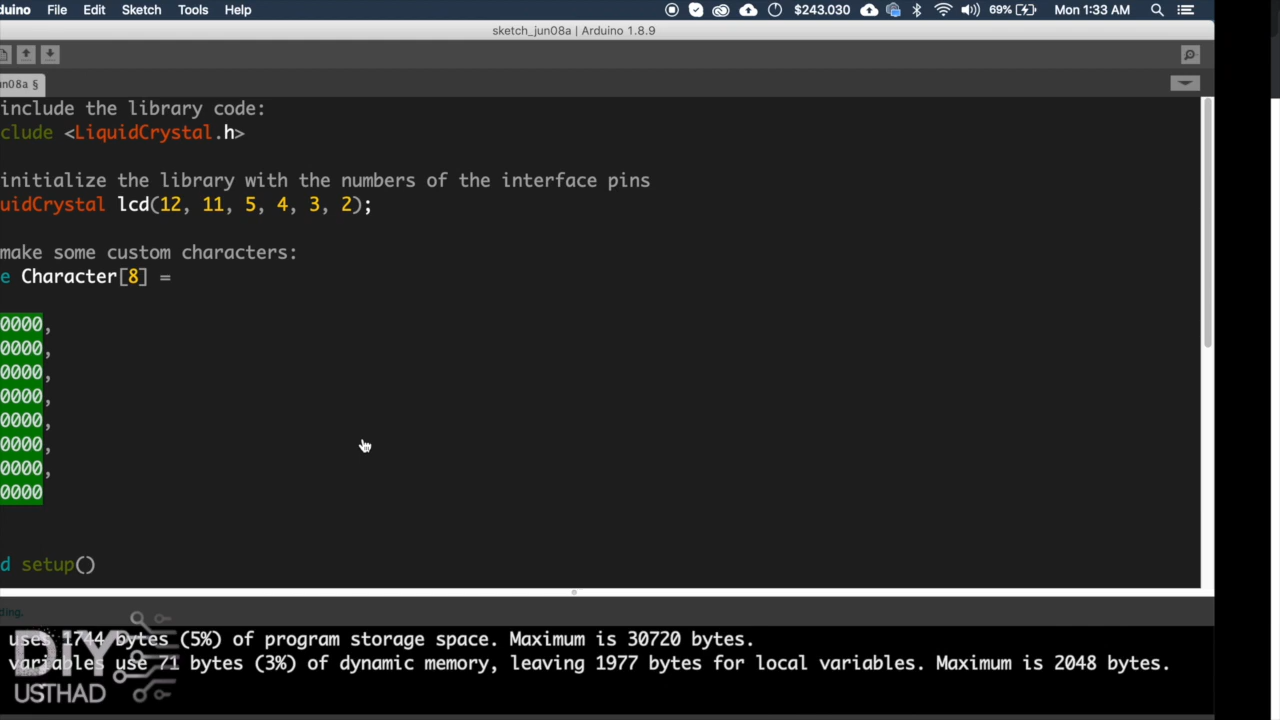 duino File Edit Sketch Tools Help $243.030 69% Mon 1:33 AM
sketch_jun08a | Arduino 1.8.9
un08a §
include the library code:
clude <LiquidCrystal.h>
initialize the library with the numbers of the interface pins
uidCrystal lcd(12, 11, 5, 4, 3, 2);
make some custom characters:
e Character[8] =
0000,
0000,
0000,
0000,
0000,
0000,
0000,
0000
d setup()
ding.
uses 1744 bytes (5%) of program storage space. Maximum is 30720 bytes.
variables use 71 bytes (3%) of dynamic memory, leaving 1977 bytes for local variables. Maximum is 2048 bytes.
DIY
USTHAD